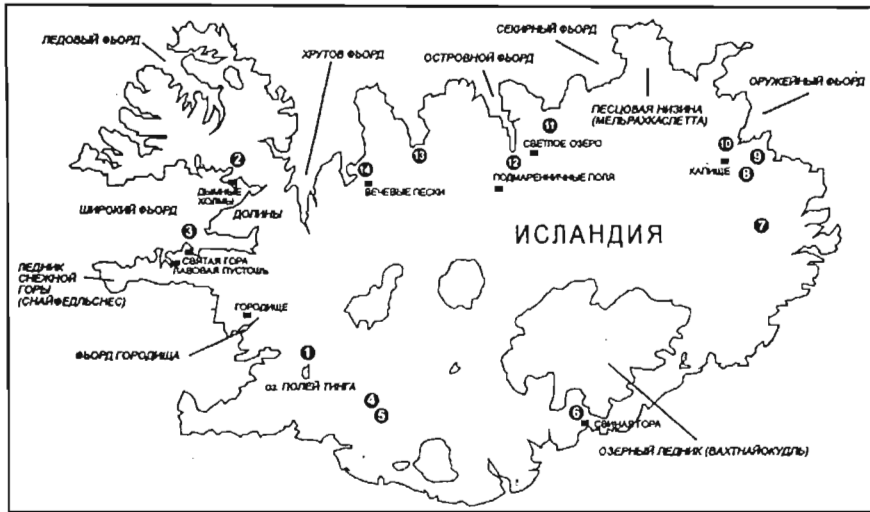 СЕКИРНЫЙ ФЬОРД
ЛЕДОВЫЙ ФЬОРД
ХРУТОВ ФЬОРД
ОСТРОВНОЙ ФЬОРД
ОРУЖЕЙНЫЙ ФЬОРД
ПЕСЦОВАЯ НИЗИНА
(МЕЛЬРАХКАСЛЕТТА)
11
СВЕТЛОЕ ОЗЕРО
10
9
2
14
13
12
8
КАПИЩЕ
ДЫМНЫЕ
ХОЛМЫ
ВЕЧЕВЫЕ ПЕСКИ
ПОДМАРЕННИЧНЫЕ ПОЛЯ
ШИРОКИЙ ФЬОРД
ДОЛИНЫ
7
3
ИСЛАНДИЯ
СВЯТАЯ ГОРА
ЛАВОВАЯ ПУСТОШЬ
ЛЕДНИК
СНЕЖНОЙ
ГОРЫ
(СНАЙФЕДЛЬСНЕС)
ГОРОДИЩЕ
ФЬОРД ГОРОДИЩА
1
ОЗ. ПОЛЕЙ ТИНГА
4
5
6
СВИНАЯ ГОРА
ОЗЕРНЫЙ ЛЕДНИК (ВАХТНАЙОКУДЛЬ)